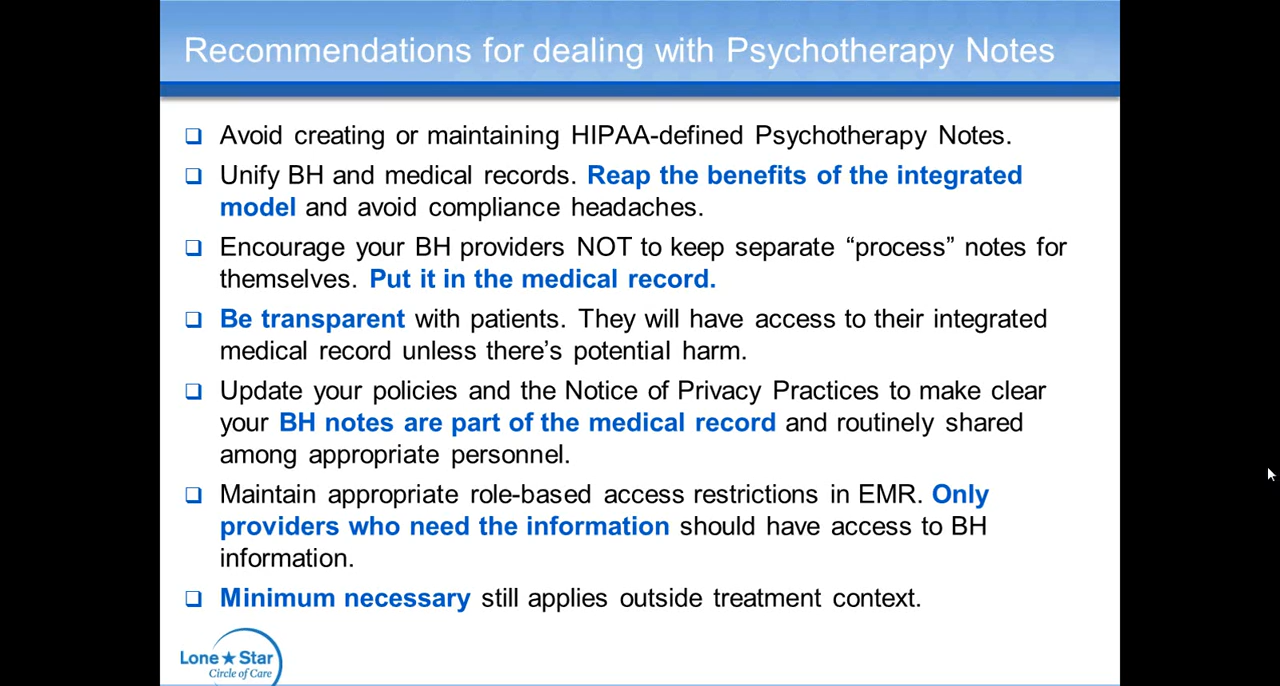 Recommendations for dealing with Psychotherapy Notes
Avoid creating or maintaining HIPAA-defined Psychotherapy Notes.
Unify BH and medical records. Reap the benefits of the integrated
model and avoid compliance headaches.
Encourage your BH providers NOT to keep separate “process” notes for
themselves. Put it in the medical record.
Be transparent with patients. They will have access to their integrated
medical record unless there’s potential harm.
Update your policies and the Notice of Privacy Practices to make clear
your BH notes are part of the medical record and routinely shared
among appropriate personnel.
Maintain appropriate role-based access restrictions in EMR. Only
providers who need the information should have access to BH
information.
Minimum necessary still applies outside treatment context.
Lone★Star
Circle of Care